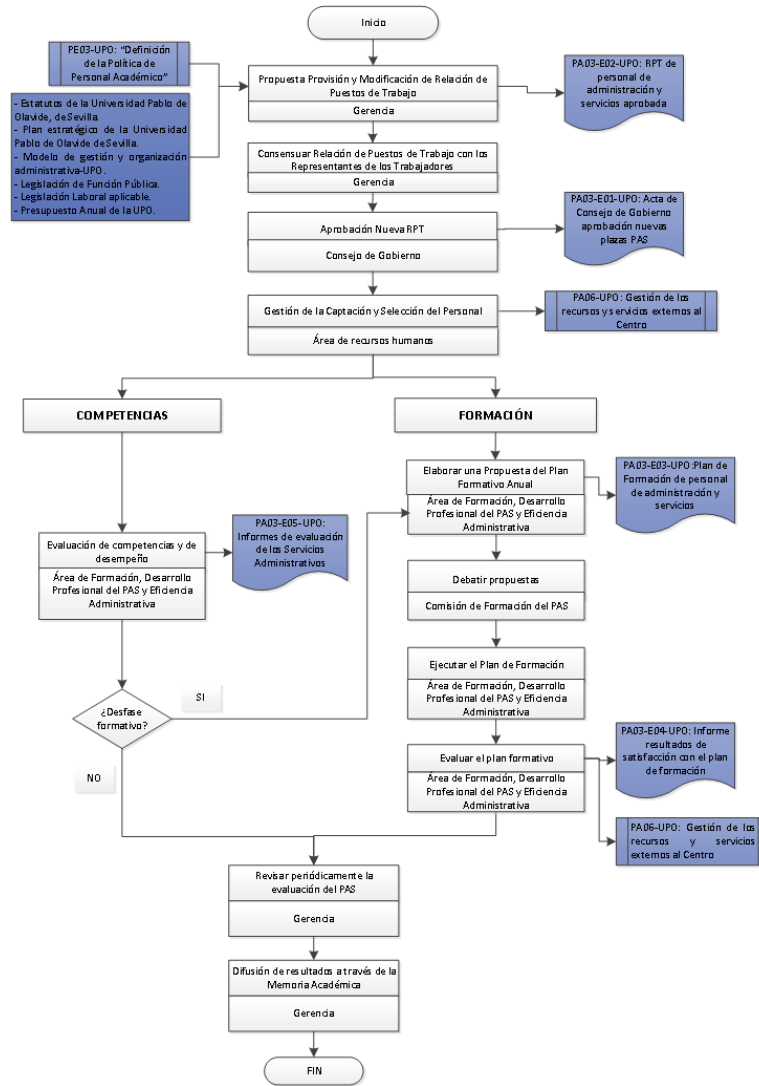 Inicio
PE03-UPO: “Definición
de la Política de
Personal Académico”
Propuesta Provisión y Modificación de Relación de
Puestos de Trabajo
Gerencia
PA03-E02-UPO: RPT de
personal de
administración y
servicios aprobada
- Estatutos de la Universidad Pablo de
Olavide, de Sevilla.
- Plan estratégico de la Universidad
Pablo de Olavide de Sevilla.
- Modelo de gestión y organización
administrativa-UPO.
- Legislación de Función Pública.
- Legislación Laboral aplicable.
- Presupuesto Anual de la UPO.
Consensuar Relación de Puestos de Trabajo con los
Representantes de los Trabajadores
Gerencia
Aprobación Nueva RPT
Consejo de Gobierno
PA03-E01-UPO: Acta de
Consejo de Gobierno
aprobación nuevas
plazas PAS
Gestión de la Captación y Selección del Personal
Área de recursos humanos
PA06-UPO: Gestión de los
recursos y servicios externos al
Centro
COMPETENCIAS
FORMACIÓN
Elaborar una Propuesta del Plan
Formativo Anual
Área de Formación, Desarrollo
Profesional del PAS y Eficiencia
Administrativa
PA03-E03-UPO:Plan de
Formación de personal
de administración y
servicios
Evaluación de competencias y de
desempeño
Área de Formación, Desarrollo
Profesional del PAS y Eficiencia
Administrativa
PA03-E05-UPO:
Informes de evaluación
de los Servicios
Administrativos
Debatir propuestas
Comisión de Formación del PAS
Ejecutar el Plan de Formación
Área de Formación, Desarrollo
Profesional del PAS y Eficiencia
Administrativa
¿Desfase
formativo?
SI
NO
Evaluar el plan formativo
Área de Formación, Desarrollo
Profesional del PAS y Eficiencia
Administrativa
PA03-E04-UPO: Informe
resultados de
satisfacción con el plan
de formación
PA06-UPO: Gestión de los
recursos y servicios
externos al Centro
Revisar periódicamente la
evaluación del PAS
Gerencia
Difusión de resultados a través de la
Memoria Académica
Gerencia
FIN